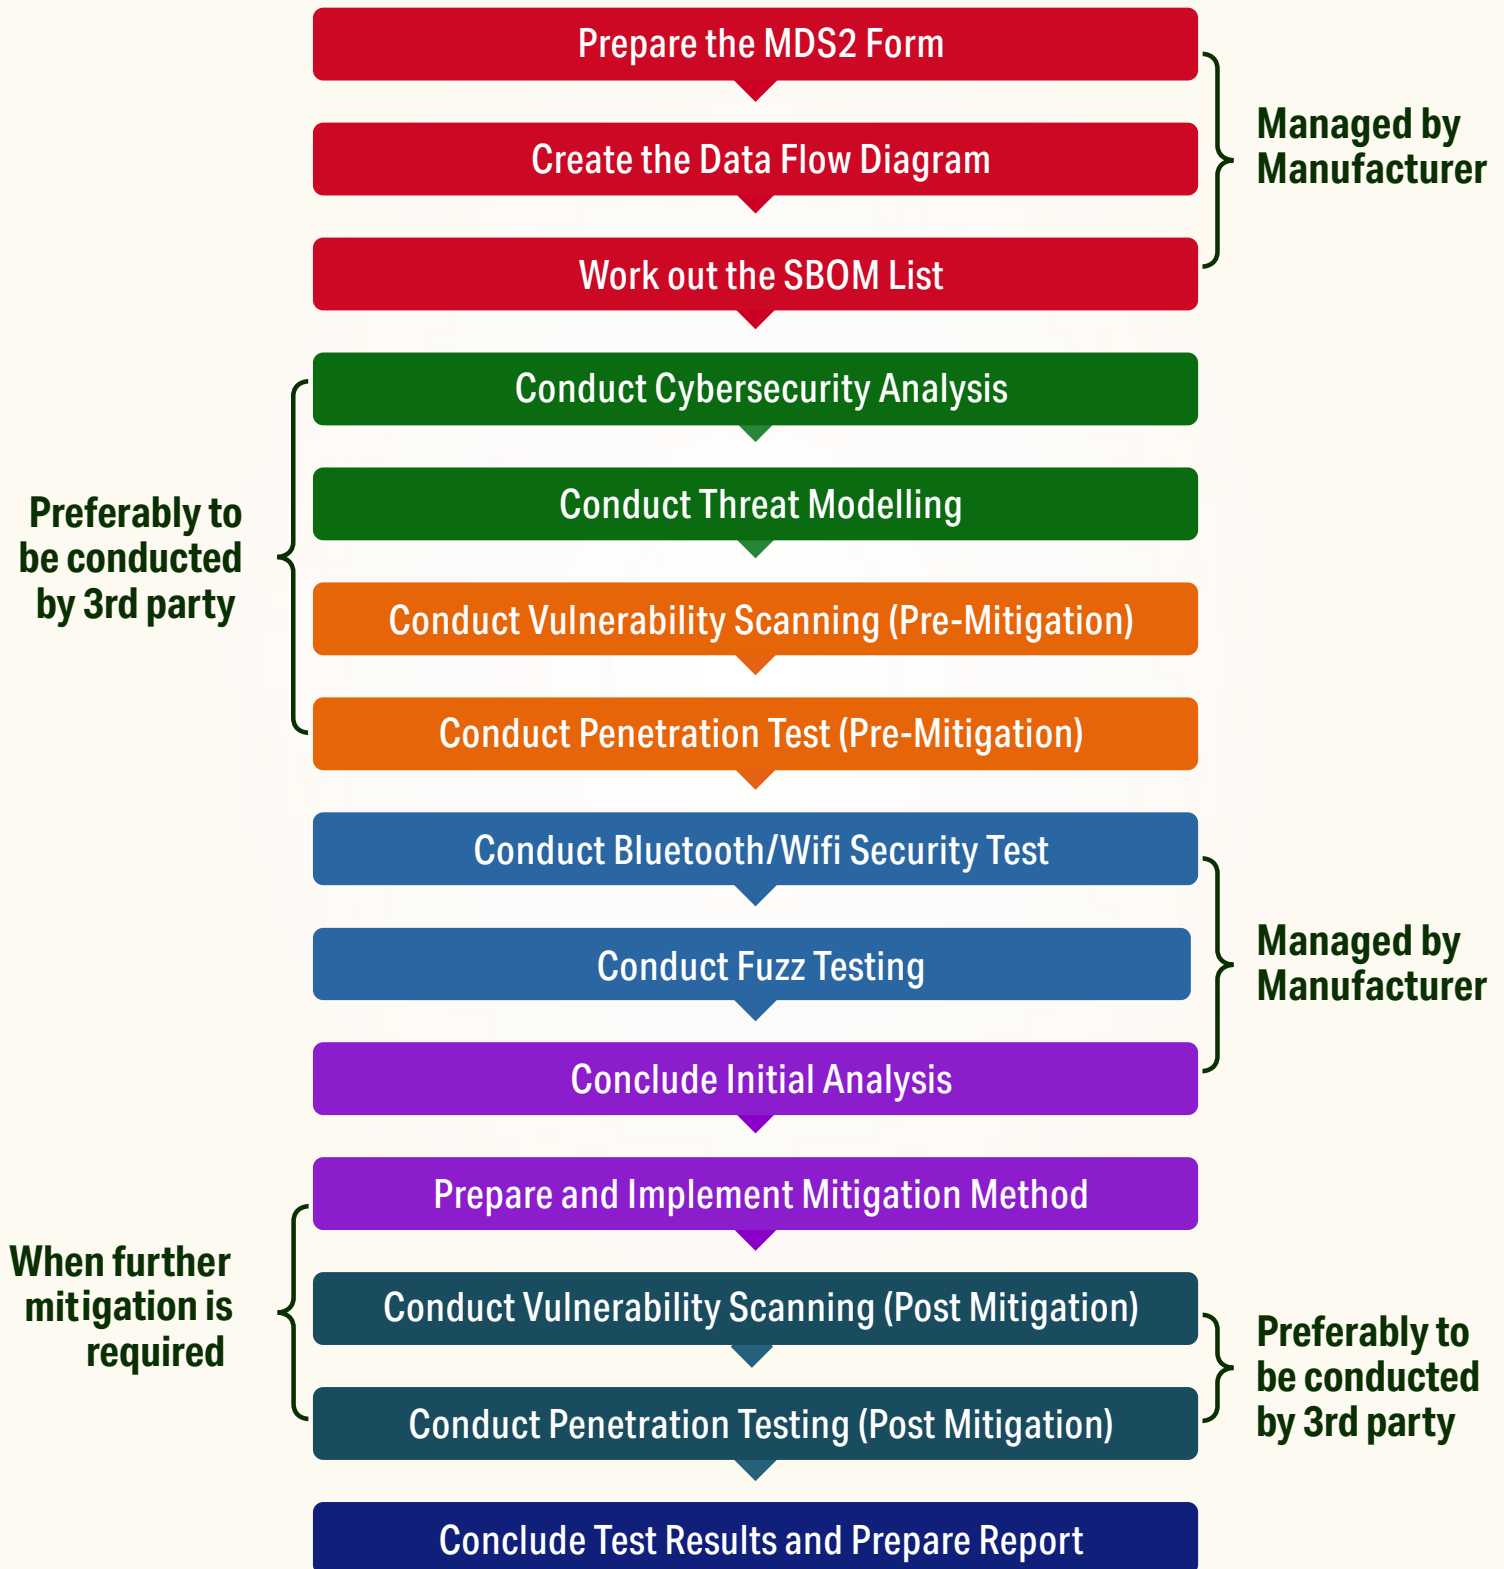 Prepare the MDS2 Form
Managed by
Manufacturer
Create the Data Flow Diagram
Work out the SBOM List
Conduct Cybersecurity Analysis
Conduct Threat Modelling
Preferably to
be conducted
by 3rd party
Conduct Vulnerability Scanning (Pre-Mitigation)
Conduct Penetration Test (Pre-Mitigation)
Conduct Bluetooth/Wifi Security Test
Conduct Fuzz Testing
Managed by
Manufacturer
Conclude Initial Analysis
Prepare and Implement Mitigation Method
When further
mitigation is
required
Conduct Vulnerability Scanning (Post Mitigation)
Conduct Penetration Testing (Post Mitigation)
Preferably to
be conducted
by 3rd party
Conclude Test Results and Prepare Report